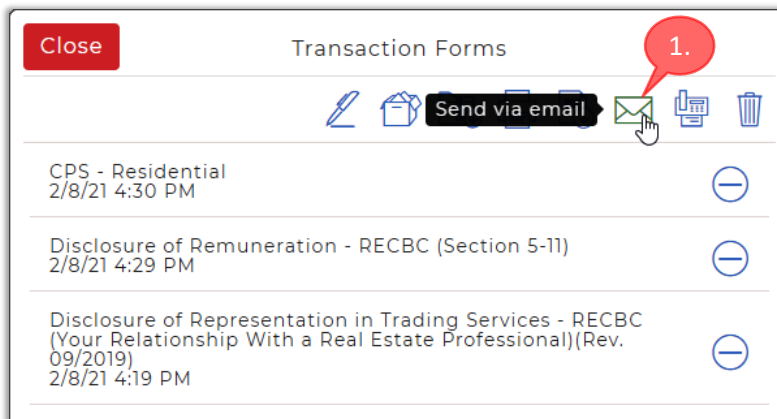 Close
Transaction Forms
1.
Send via email
CPS - Residential
2/8/21 4:30 PM
Disclosure of Remuneration - RECBC (Section 5-11)
2/8/21 4:29 PM
Disclosure of Representation in Trading Services - RECBC
(Your Relationship With a Real Estate Professional)(Rev.
09/2019)
2/8/21 4:19 PM